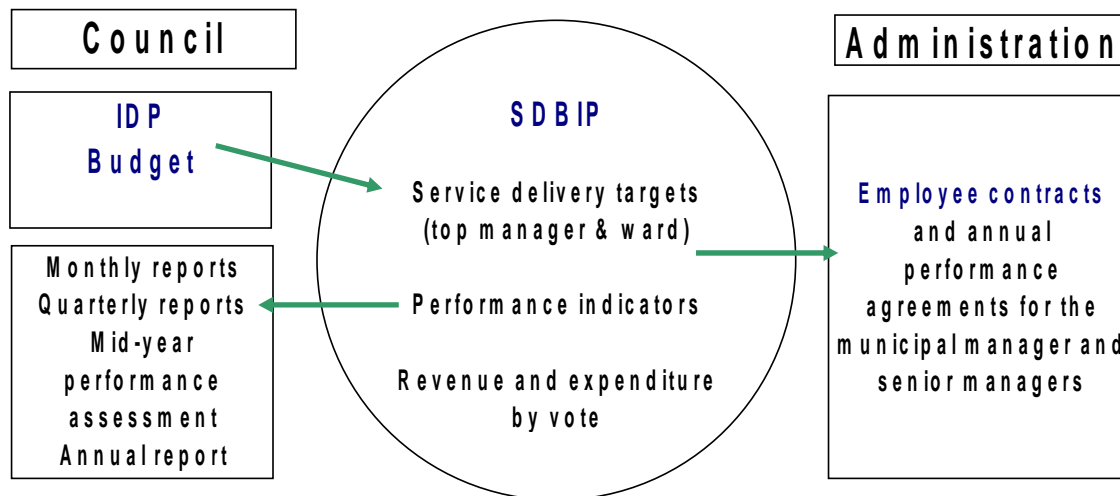 Council
IDP
Budget
Monthly reports
Quarterly reports
Mid-year
performance
assessment
Annual report
SDBIP
Service delivery targets
(top manager & ward)
Performance indicators
Revenue and expenditure
by vote
Administration
Employee contracts
and annual
performance
agreements for the
municipal manager and
senior managers